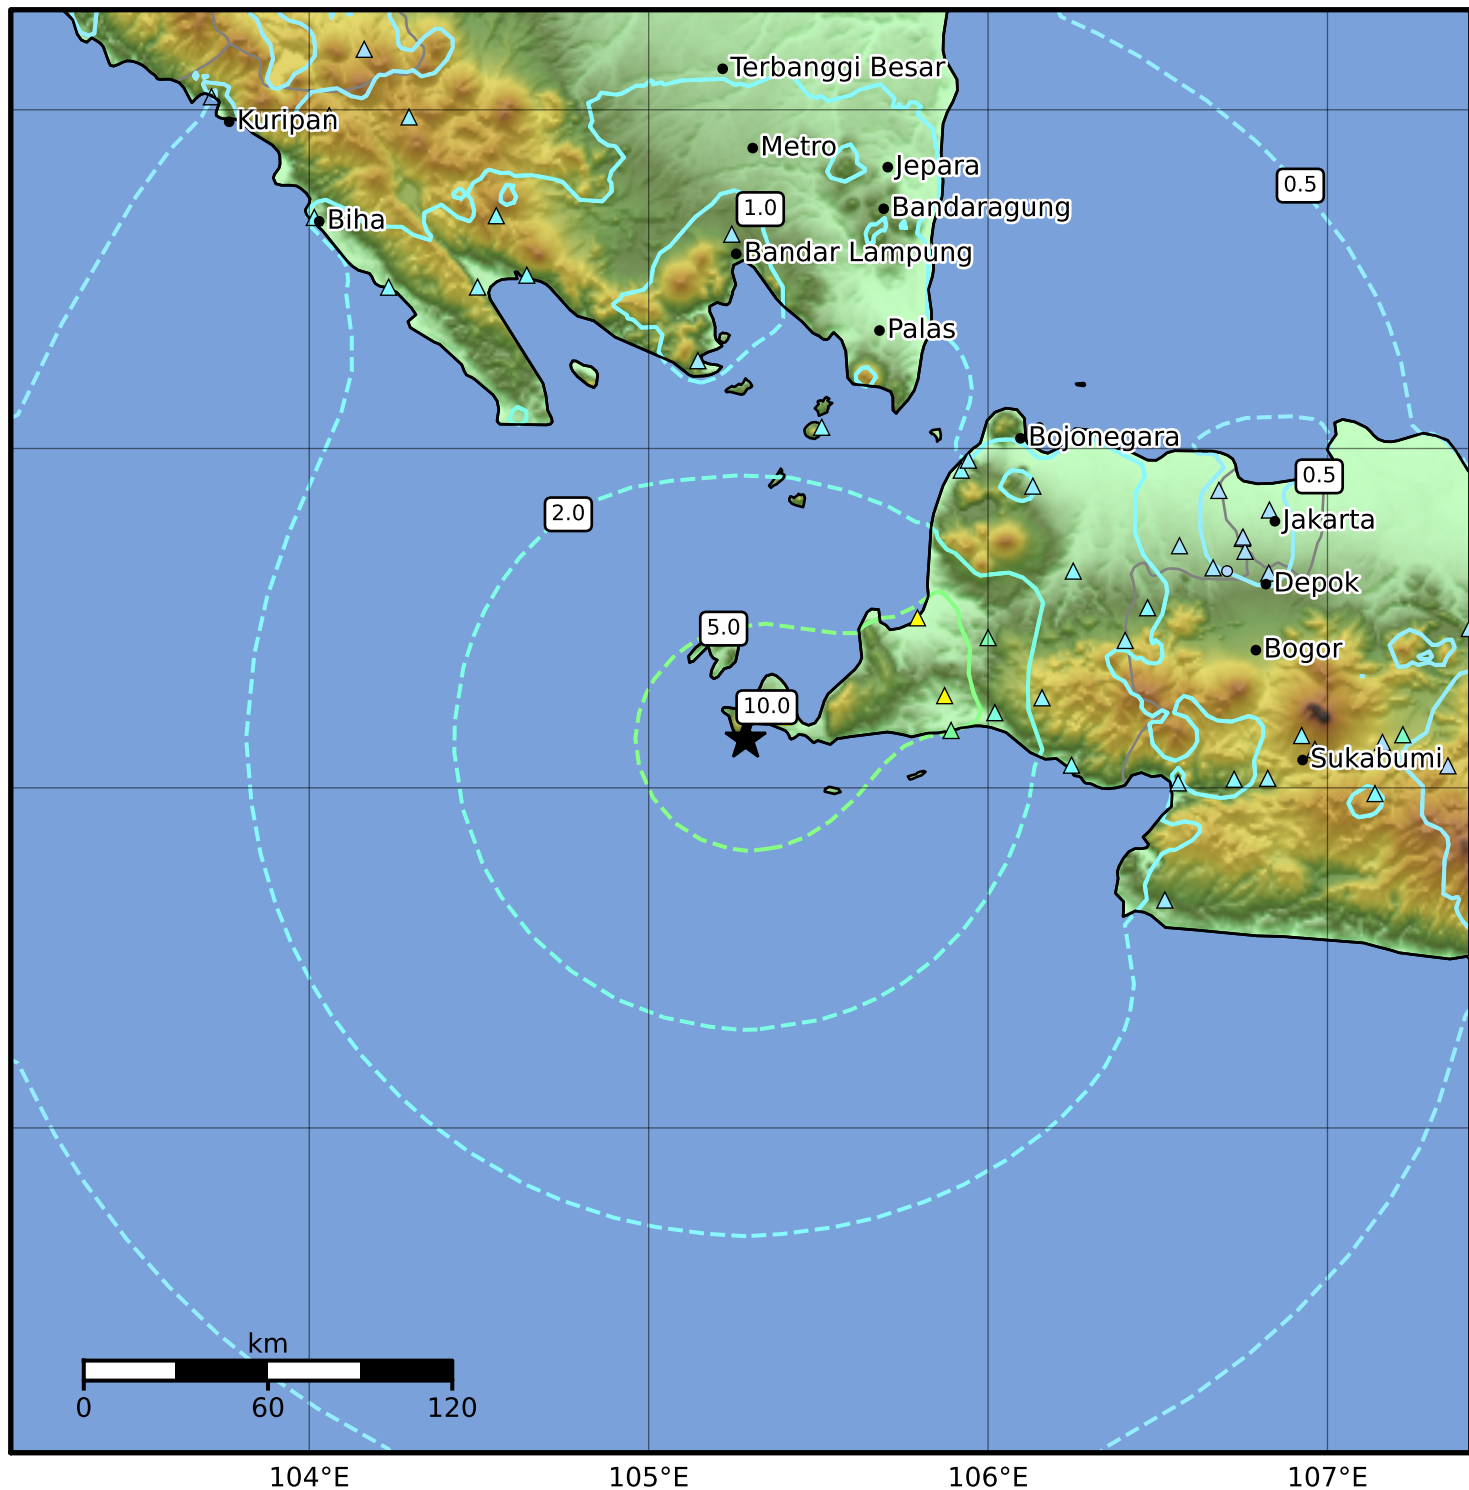 Terbanggi Besar
Kuripan
Metro
Jepara
0.5
1.0
Bandaragung
Biha
Bandar Lampung
Palas
Bojonegara
0.5
2.0
Jakarta
Depok
5.0
Bogor
10.0
Sukabumi
km
0 60 120
104°E 105°E 106°E 107°E